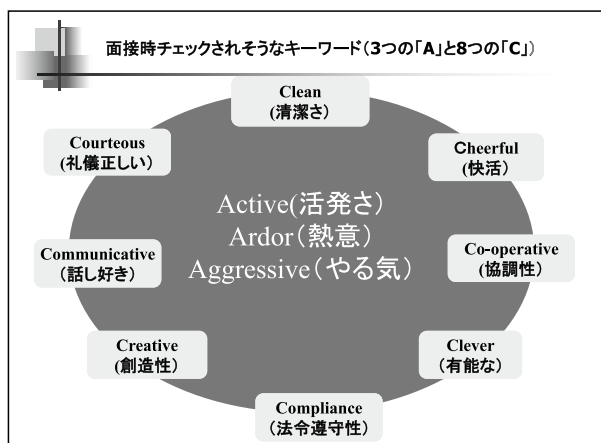 面接時チェックされそうなキーワード（3つの「A」と8つの「C」）
Clean
(清潔さ)
Courteous
(礼儀正しい)
Cheerful
(快活)
Active(活発さ)
Ardor（熱意）
Aggressive（やる気）
Communicative
(話し好き)
Co-operative
(協調性)
Creative
(創造性)
Clever
(有能な)
Compliance
(法令遵守性)